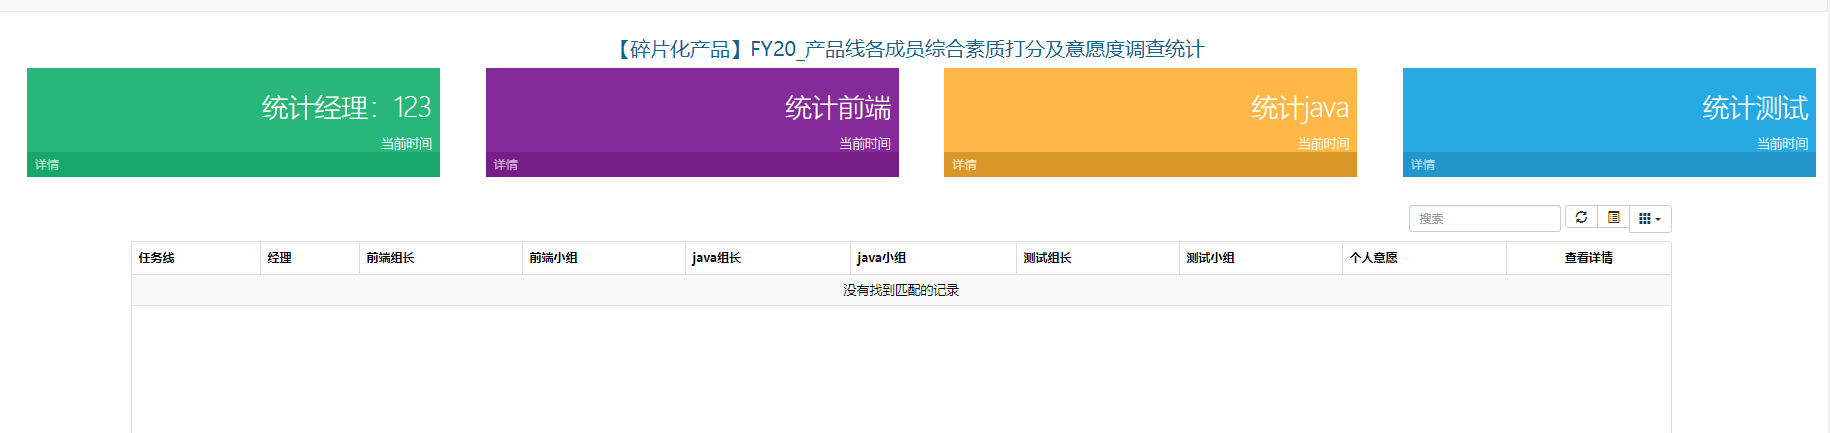 【碎片化产品】FY20_产品线各成员综合素质打分及意愿度调查统计
统计经理：123
当前时间
详情
统计前端
当前时间
详情
统计java
当前时间
详情
统计测试
当前时间
详情
搜索
任务线 经理 前端组长 前端小组 java组长 java小组 测试组长 测试小组 个人意愿 查看详情
没有找到匹配的记录